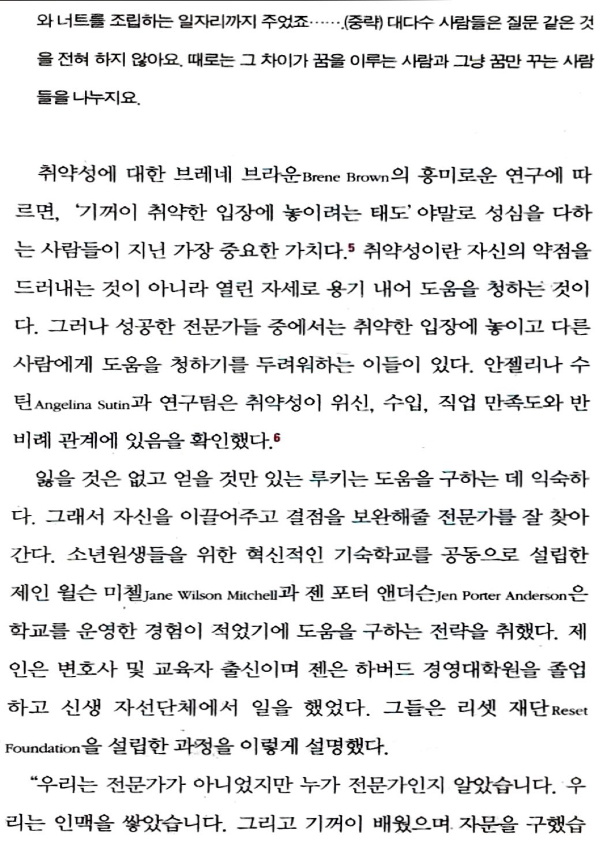 와 너트를 조립하는 일자리까지 주었죠……(중략) 대다수 사람들은 질문 같은 것
을 전혀 하지 않아요. 때로는 그 차이가 꿈을 이루는 사람과 그냥 꿈만 꾸는 사람
들을 나누지요.
취약성에 대한 브레네 브라운Brene Brown의 흥미로운 연구에 따
르면, ‘기꺼이 취약한 입장에 놓이려는 태도’야말로 성심을 다하
는 사람들이 지닌 가장 중요한 가치다.5 취약성이란 자신의 약점을
드러내는 것이 아니라 열린 자세로 용기 내어 도움을 청하는 것이
다. 그러나 성공한 전문가들 중에서는 취약한 입장에 놓이고 다른
사람에게 도움을 청하기를 두려워하는 이들이 있다. 안젤리나 수
틴Angelina Sutin과 연구팀은 취약성이 위신, 수입, 직업 만족도와 반
비례 관계에 있음을 확인했다.6
잃을 것은 없고 얻을 것만 있는 루키는 도움을 구하는 데 익숙하
다. 그래서 자신을 이끌어주고 결점을 보완해줄 전문가를 잘 찾아
간다. 소년원생들을 위한 혁신적인 기숙학교를 공동으로 설립한
제인 윌슨 미첼Jane Wilson Mitchell과 젠 포터 앤더슨Jen Porter Anderson은
학교를 운영한 경험이 적었기에 도움을 구하는 전략을 취했다. 제
인은 변호사 및 교육자 출신이며 젠은 하버드 경영대학원을 졸업
하고 신생 자선단체에서 일을 했었다. 그들은 리셋 재단Reset
Foundation을 설립한 과정을 이렇게 설명했다.
“우리는 전문가가 아니었지만 누가 전문가인지 알았습니다. 우
리는 인맥을 쌓았습니다. 그리고 기꺼이 배웠으며 자문을 구했습